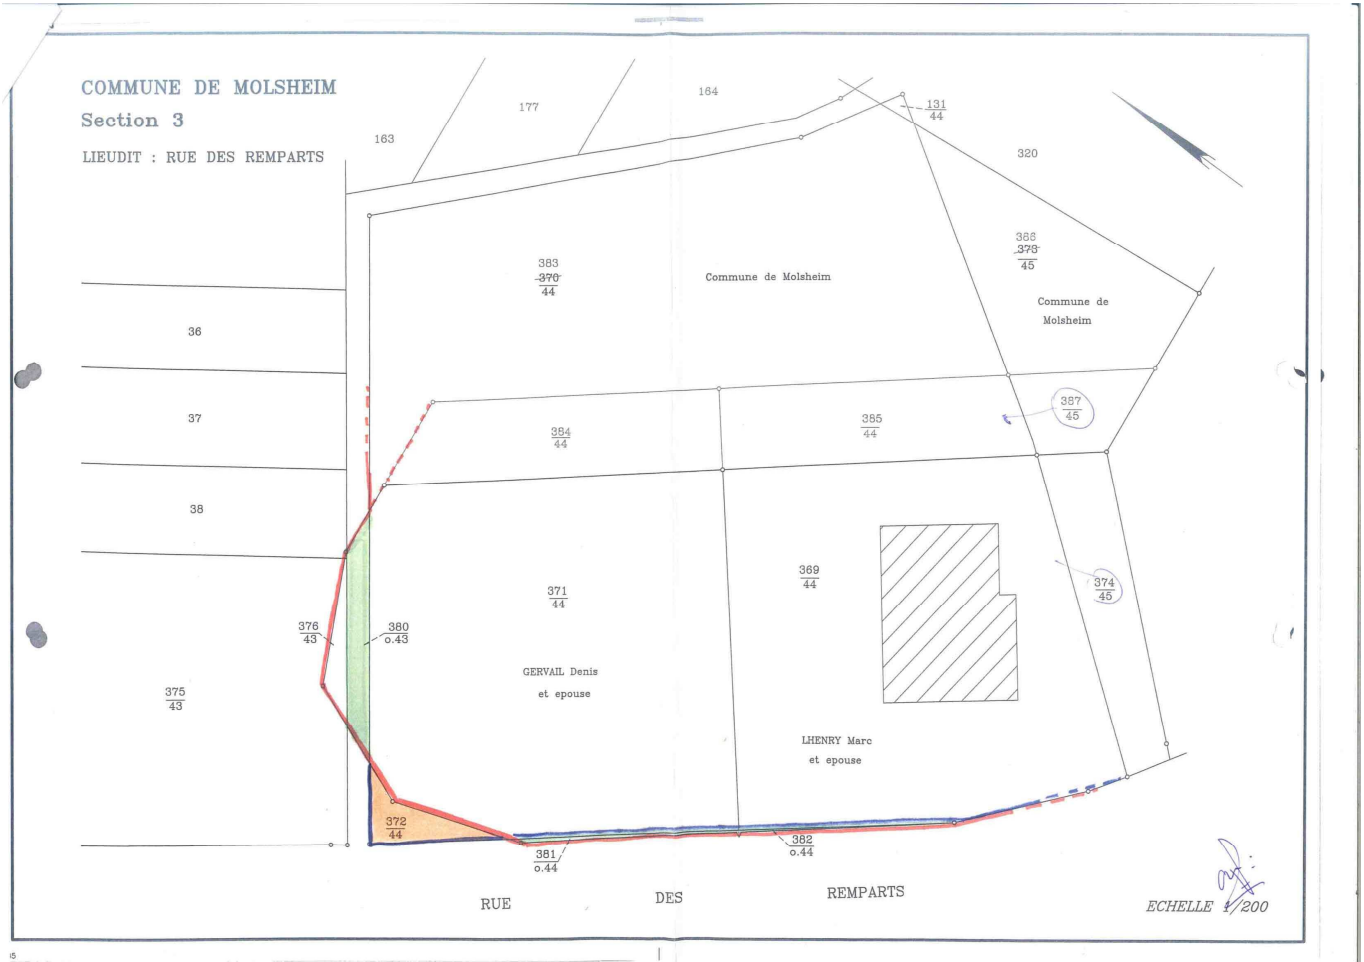 COMMUNE DE MOLSHEIM
Section 3
LIEUDIT : RUE DES REMPARTS
163
177
164
131
44
320
36
37
38
383
370
44
Commune de Molsheim
386
378
45
Commune de
Molsheim
384
44
385
44
387
45
371
44
369
44
374
45
376
43
380
o.43
375
43
GERVAIL Denis
et epouse
LHENRY Marc
et epouse
372
44
381
o.44
382
o.44
RUE DES REMPARTS
ECHELLE 1/200